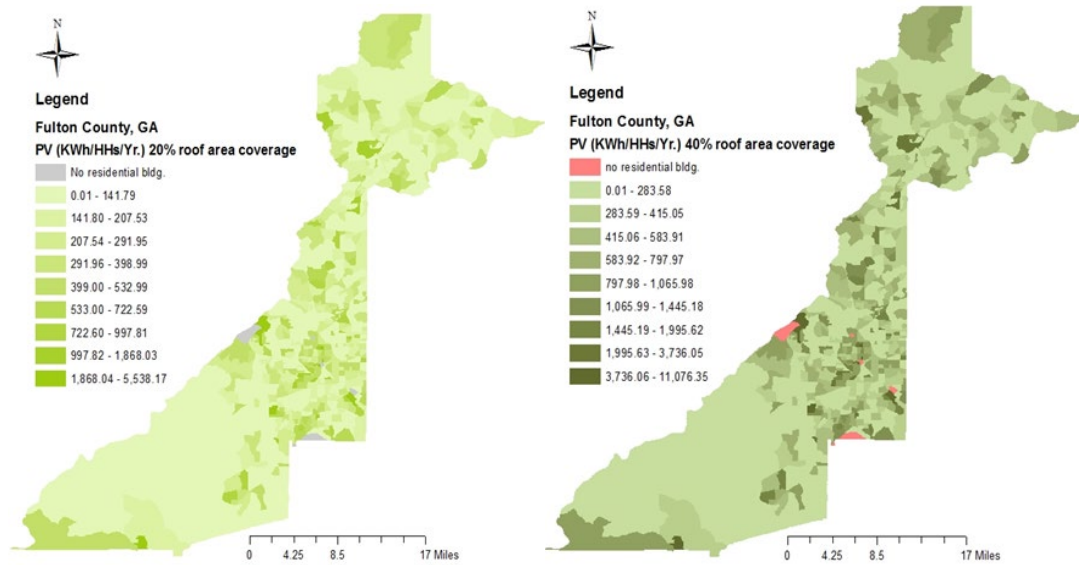 N
Legend
Fulton County, GA
PV (KWh/HHs/Yr.) 20% roof area coverage
No residential bldg.
0.01 - 141.79
141.80 - 207.53
207.54 - 291.95
291.96 - 398.99
399.00 - 532.99
533.00 - 722.59
722.60 - 997.81
997.82 - 1,868.03
1,868.04 - 5,538.17
0 4.25 8.5 17 Miles
N
Legend
Fulton County, GA
PV (KWh/HHs/Yr.) 40% roof area coverage
no residential bldg.
0.01 - 283.58
283.59 - 415.05
415.06 - 583.91
583.92 - 797.97
797.98 - 1,065.98
1,065.99 - 1,445.18
1,445.19 - 1,995.62
1,995.63 - 3,736.05
3,736.06 - 11,076.35
0 4.25 8.5 17 Miles